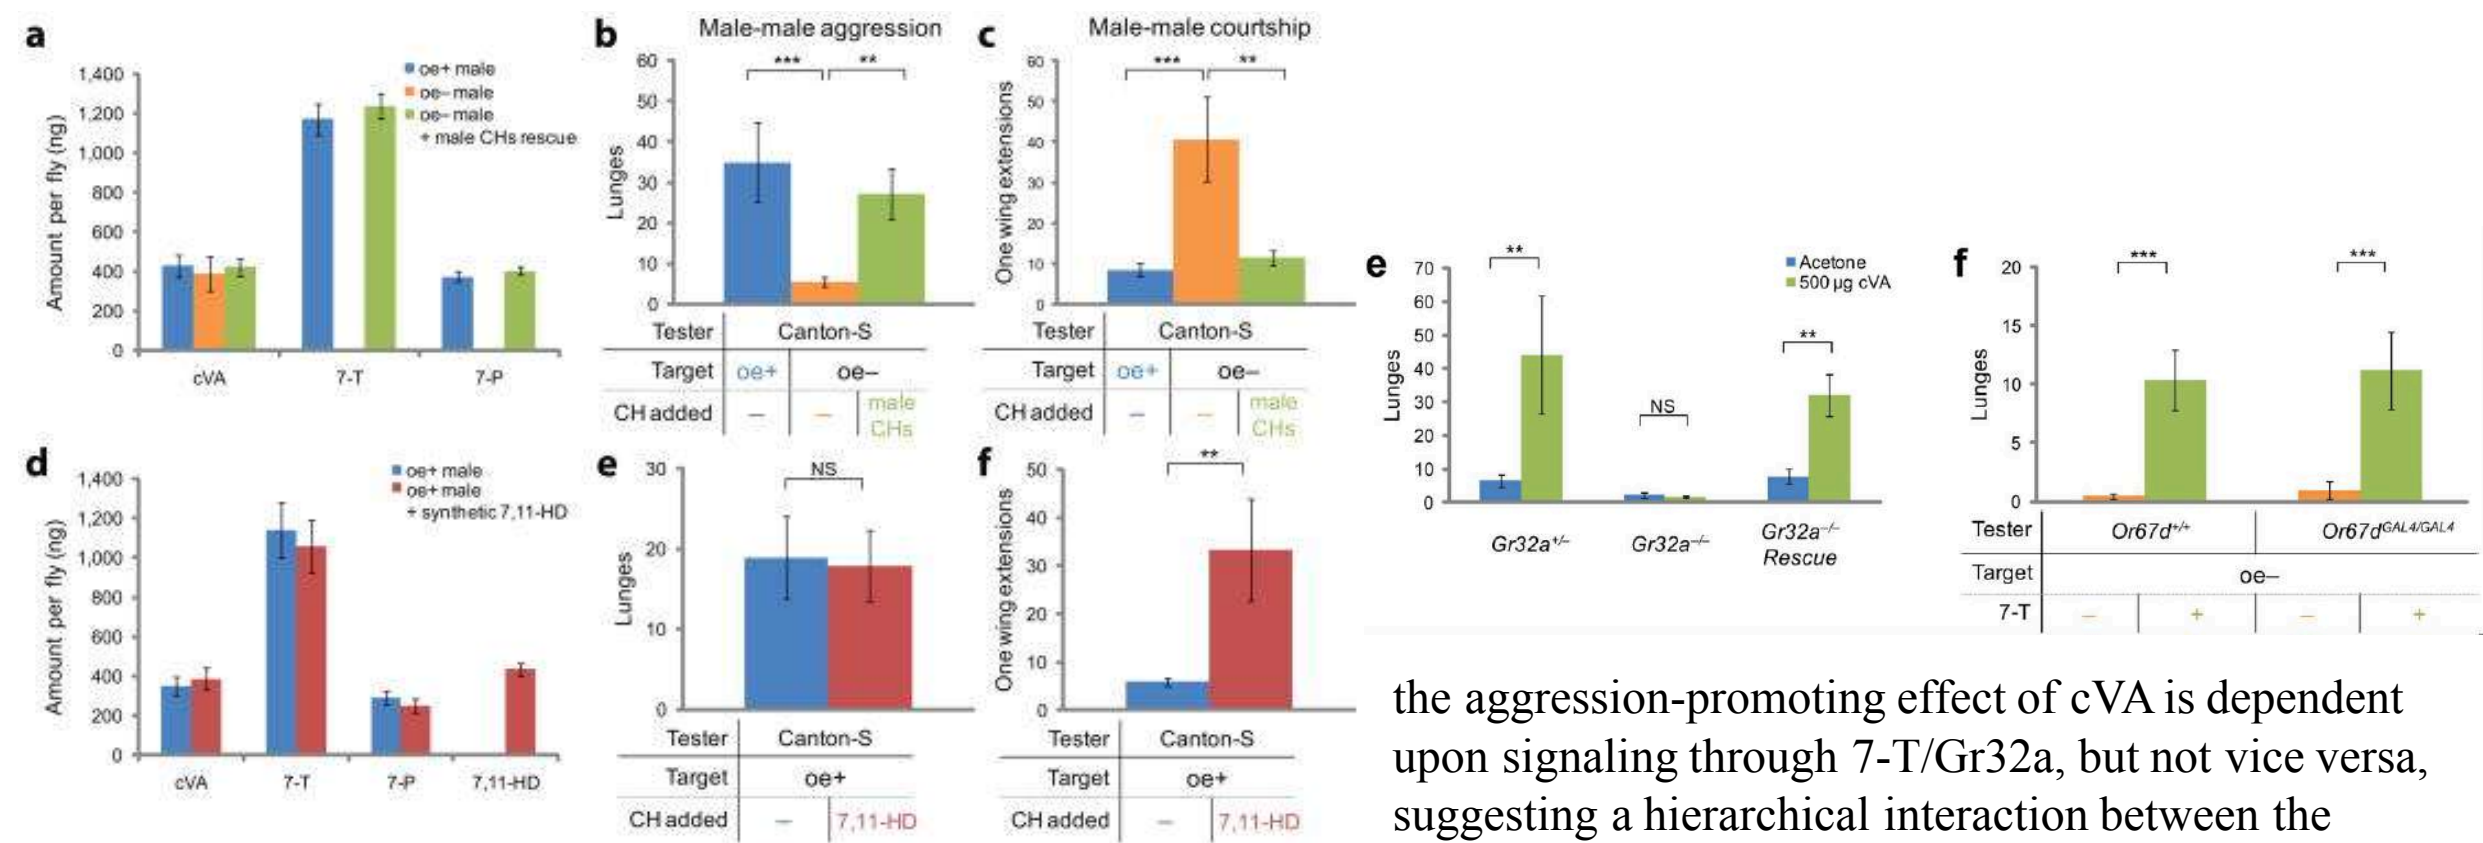 a
1,400
1,200
1,000
800
600
400
200
0
Amount per fly (ng)
oe+ male
oe– male
oe– male
+ male CHs rescue
cVA 7-T 7-P
b
Male-male aggression
*** **
60
50
40
30
20
10
0
Lunges
Tester Canton-S
Target oe+ oe–
CH added – – male CHs
c
Male-male courtship
*** **
60
50
40
30
20
10
0
One wing extensions
Tester Canton-S
Target oe+ oe–
CH added – – male CHs
d
1,400
1,200
1,000
800
600
400
200
0
Amount per fly (ng)
oe+ male
oe+ male
+ synthetic 7,11-HD
cVA 7-T 7-P 7,11-HD
e
NS
30
20
10
0
Lunges
Tester Canton-S
Target oe+
CH added – 7,11-HD
f
**
50
40
30
20
10
0
One wing extensions
Tester Canton-S
Target oe+
CH added – 7,11-HD
e
70
60
50
40
30
20
10
0
Lunges
** NS **
Acetone
500 µg cVA
Gr32a+/– Gr32a–/– Gr32a–/– Rescue
f
20
15
10
5
0
Lunges
*** ***
Tester Or67d+/+ Or67dGAL4/GAL4
Target oe–
7-T – + – +
the aggression-promoting effect of cVA is dependent
upon signaling through 7-T/Gr32a, but not vice versa,
suggesting a hierarchical interaction between the